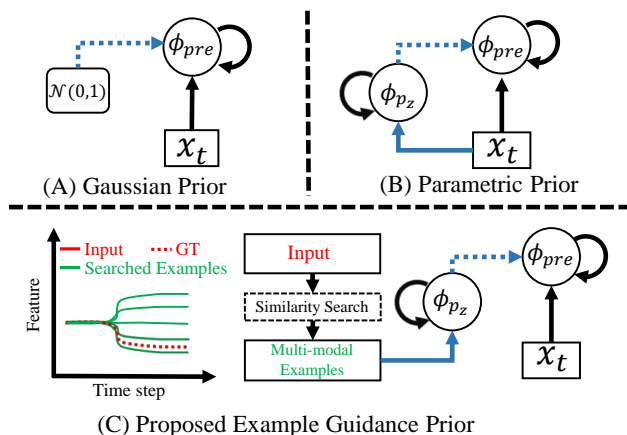 𝒩(0,1)
ϕ_pre
x_t
(A) Gaussian Prior
ϕ_pre
ϕ_{p_z}
x_t
(B) Parametric Prior
Input
GT
Searched Examples
Feature
Time step
Input
Similarity Search
Multi-modal
Examples
ϕ_{p_z}
ϕ_pre
x_t
(C) Proposed Example Guidance Prior